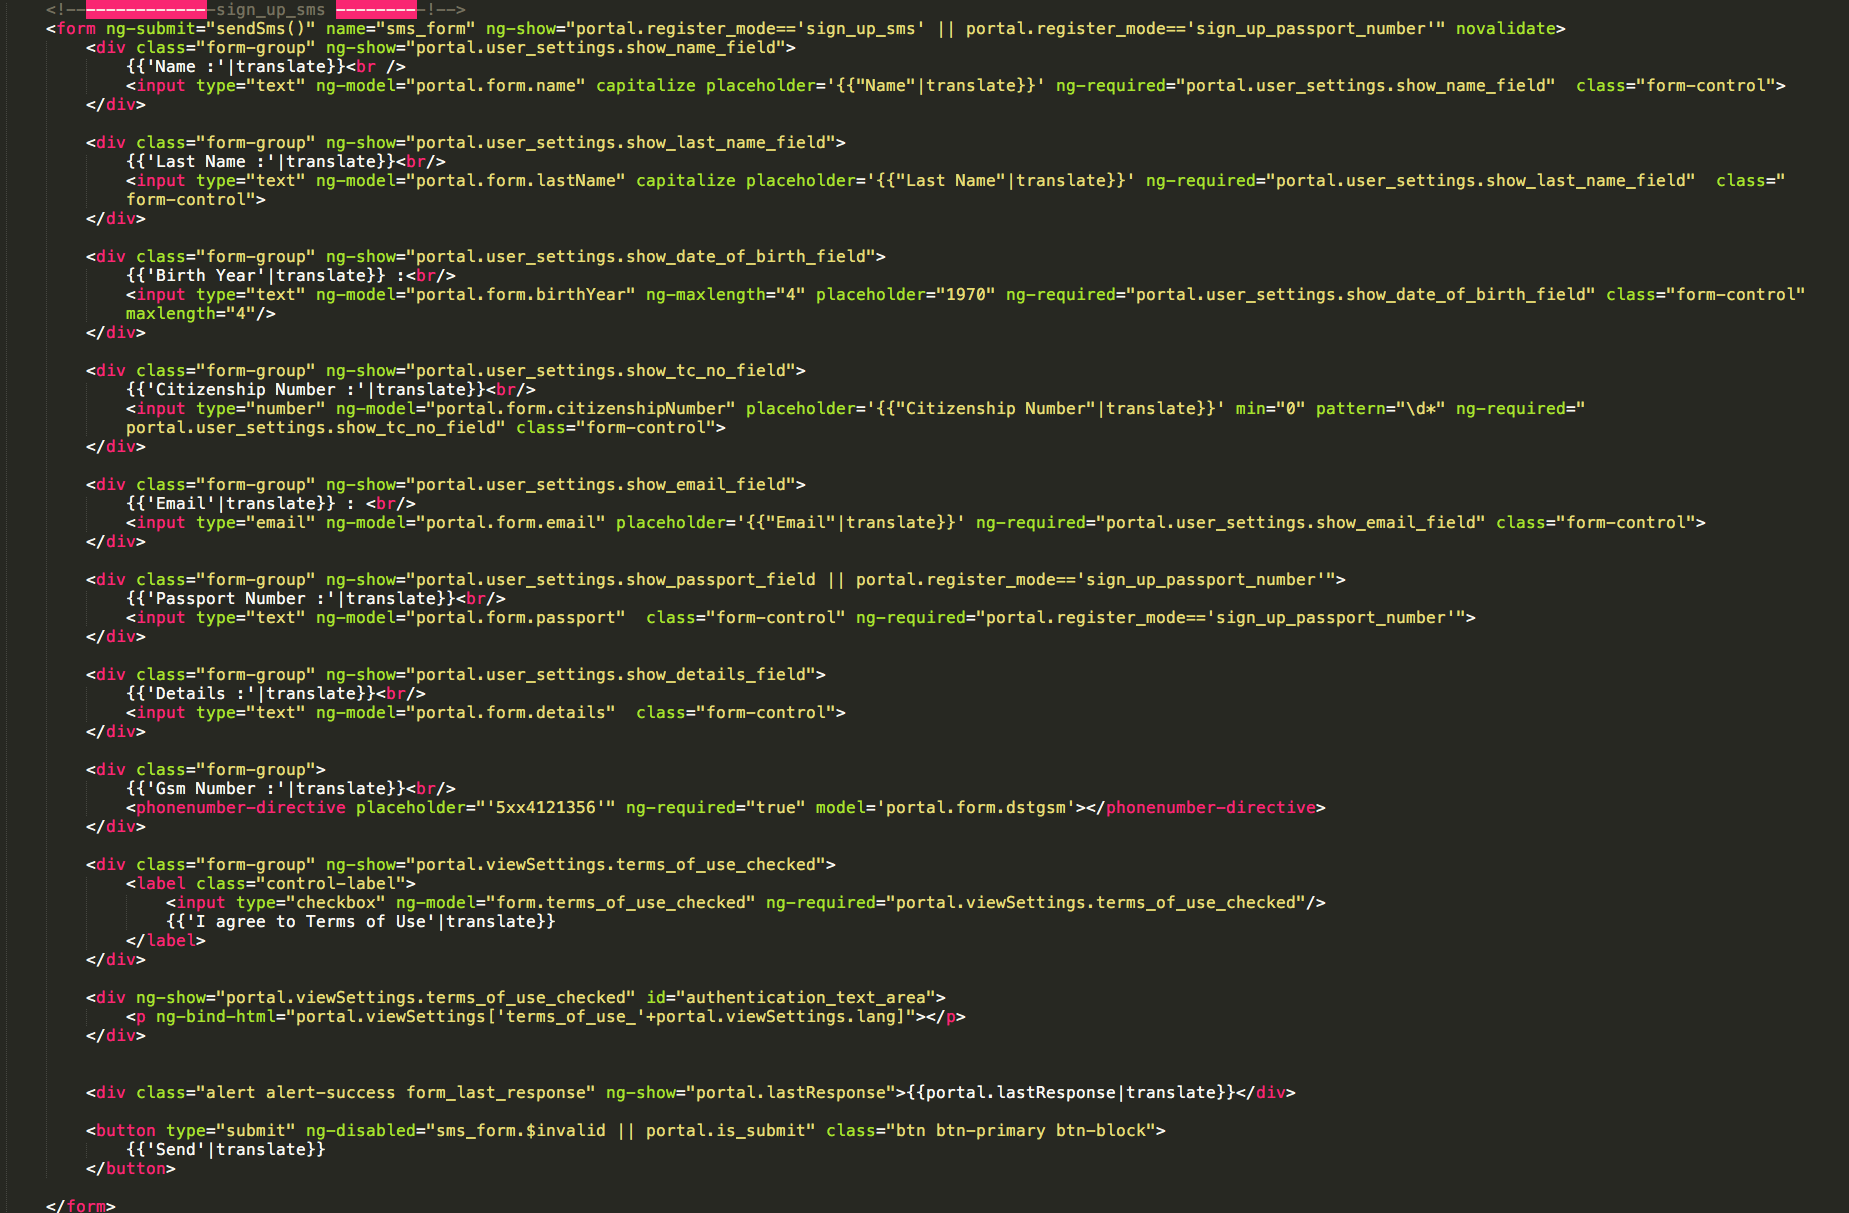 <!--------------sign_up_sms ---------!-->
<form ng-submit="sendSms()" name="sms_form" ng-show="portal.register_mode=='sign_up_sms' || portal.register_mode=='sign_up_passport_number'" novalidate>
<div class="form-group" ng-show="portal.user_settings.show_name_field">
{{'Name :'|translate}}<br />
<input type="text" ng-model="portal.form.name" capitalize placeholder='{{"Name"|translate}}' ng-required="portal.user_settings.show_name_field"  class="form-control">
</div>
<div class="form-group" ng-show="portal.user_settings.show_last_name_field">
{{'Last Name :'|translate}}<br/>
<input type="text" ng-model="portal.form.lastName" capitalize placeholder='{{"Last Name"|translate}}' ng-required="portal.user_settings.show_last_name_field"  class="
form-control">
</div>
<div class="form-group" ng-show="portal.user_settings.show_date_of_birth_field">
{{'Birth Year'|translate}} :<br/>
<input type="text" ng-model="portal.form.birthYear" ng-maxlength="4" placeholder="1970" ng-required="portal.user_settings.show_date_of_birth_field" class="form-control"
maxlength="4"/>
</div>
<div class="form-group" ng-show="portal.user_settings.show_tc_no_field">
{{'Citizenship Number :'|translate}}<br/>
<input type="number" ng-model="portal.form.citizenshipNumber" placeholder='{{"Citizenship Number"|translate}}' min="0" pattern="\d*" ng-required="
portal.user_settings.show_tc_no_field" class="form-control">
</div>
<div class="form-group" ng-show="portal.user_settings.show_email_field">
{{'Email'|translate}} : <br/>
<input type="email" ng-model="portal.form.email" placeholder='{{"Email"|translate}}' ng-required="portal.user_settings.show_email_field" class="form-control">
</div>
<div class="form-group" ng-show="portal.user_settings.show_passport_field || portal.register_mode=='sign_up_passport_number'">
{{'Passport Number :'|translate}}<br/>
<input type="text" ng-model="portal.form.passport"  class="form-control" ng-required="portal.register_mode=='sign_up_passport_number'">
</div>
<div class="form-group" ng-show="portal.user_settings.show_details_field">
{{'Details :'|translate}}<br/>
<input type="text" ng-model="portal.form.details"  class="form-control">
</div>
<div class="form-group">
{{'Gsm Number :'|translate}}<br/>
<phonenumber-directive placeholder="'5xx4121356'" ng-required="true" model='portal.form.dstgsm'></phonenumber-directive>
</div>
<div class="form-group" ng-show="portal.viewSettings.terms_of_use_checked">
<label class="control-label">
<input type="checkbox" ng-model="form.terms_of_use_checked" ng-required="portal.viewSettings.terms_of_use_checked"/>
{{'I agree to Terms of Use'|translate}}
</label>
</div>
<div ng-show="portal.viewSettings.terms_of_use_checked" id="authentication_text_area">
<p ng-bind-html="portal.viewSettings['terms_of_use_'+portal.viewSettings.lang]"></p>
</div>
<div class="alert alert-success form_last_response" ng-show="portal.lastResponse">{{portal.lastResponse|translate}}</div>
<button type="submit" ng-disabled="sms_form.$invalid || portal.is_submit" class="btn btn-primary btn-block">
{{'Send'|translate}}
</button>
</form>